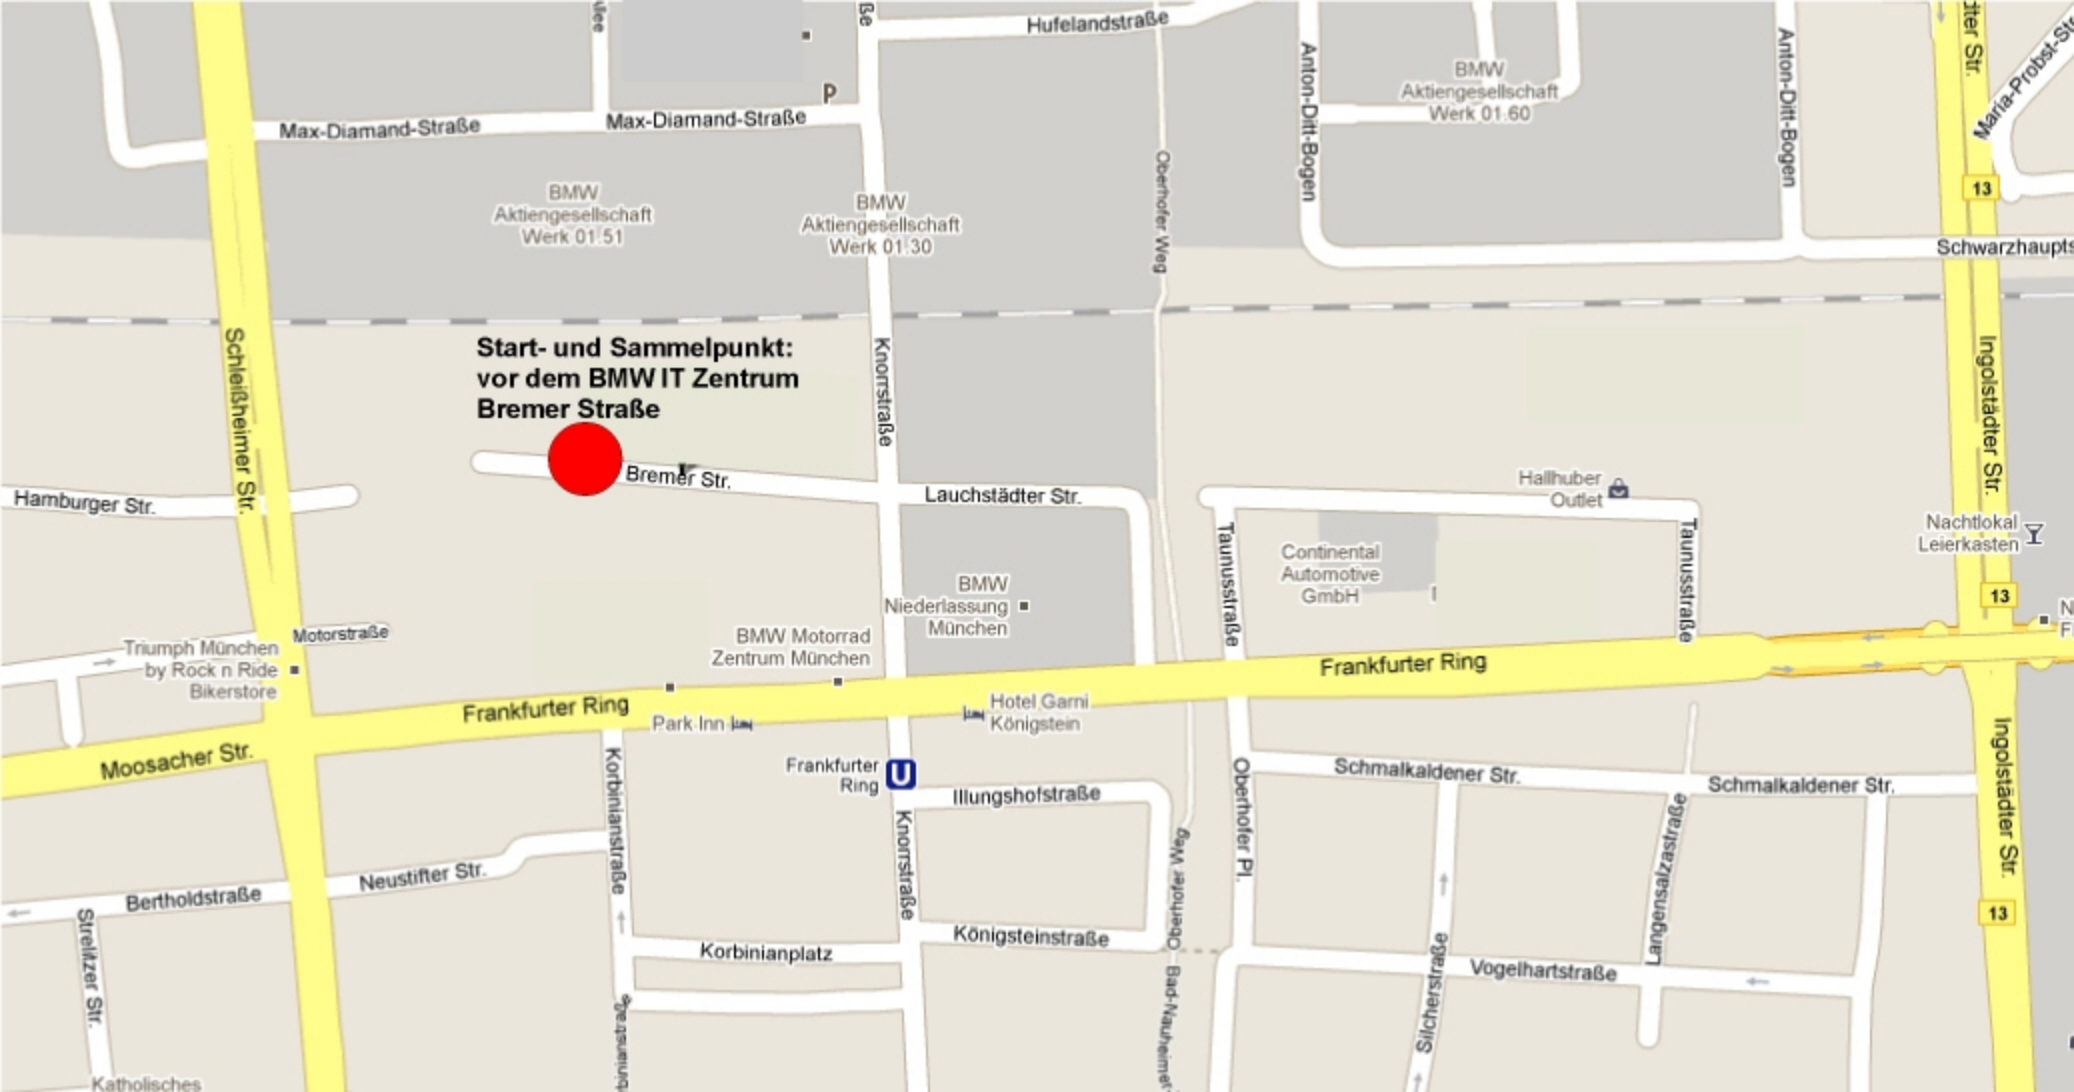 Hufelandstraße
Max-Diamand-Straße
Max-Diamand-Straße
P
BMW
Aktiengesellschaft
Werk 01.51
BMW
Aktiengesellschaft
Werk 01.30
BMW
Aktiengesellschaft
Werk 01.60
Anton-Ditt-Bogen
Anton-Ditt-Bogen
Oberhofer Weg
13
Schwarzhaupts
Schleißheimer Str.
Start- und Sammelpunkt:
vor dem BMW IT Zentrum
Bremer Straße
Knorrstraße
Ingolstädter Str.
Bremer Str.
Hamburger Str.
Lauchstädter Str.
Hallhuber
Outlet
Taunusstraße
Taunusstraße
Continental
Automotive
GmbH
Nachtlokal
Leierkasten
13
BMW
Niederlassung
München
Motorstraße
Triumph München
by Rock n Ride
Bikerstore
BMW Motorrad
Zentrum München
Frankfurter Ring
Frankfurter Ring
Park Inn
Hotel Garni
Königstein
Moosacher Str.
Frankfurter
Ring
U
Illungshofstraße
Korbinianstraße
Knorrstraße
Oberhofer Pl.
Schmalkaldener Str.
Schmalkaldener Str.
Ingolstädter Str.
Langensalzastraße
Neustifter Str.
Bertholdstraße
Strelitzer Str.
Oberhofer Weg
13
Korbinianplatz
Königsteinstraße
Vogelhartstraße
Silcherstraße
Bad-Nauheimer
Katholisches